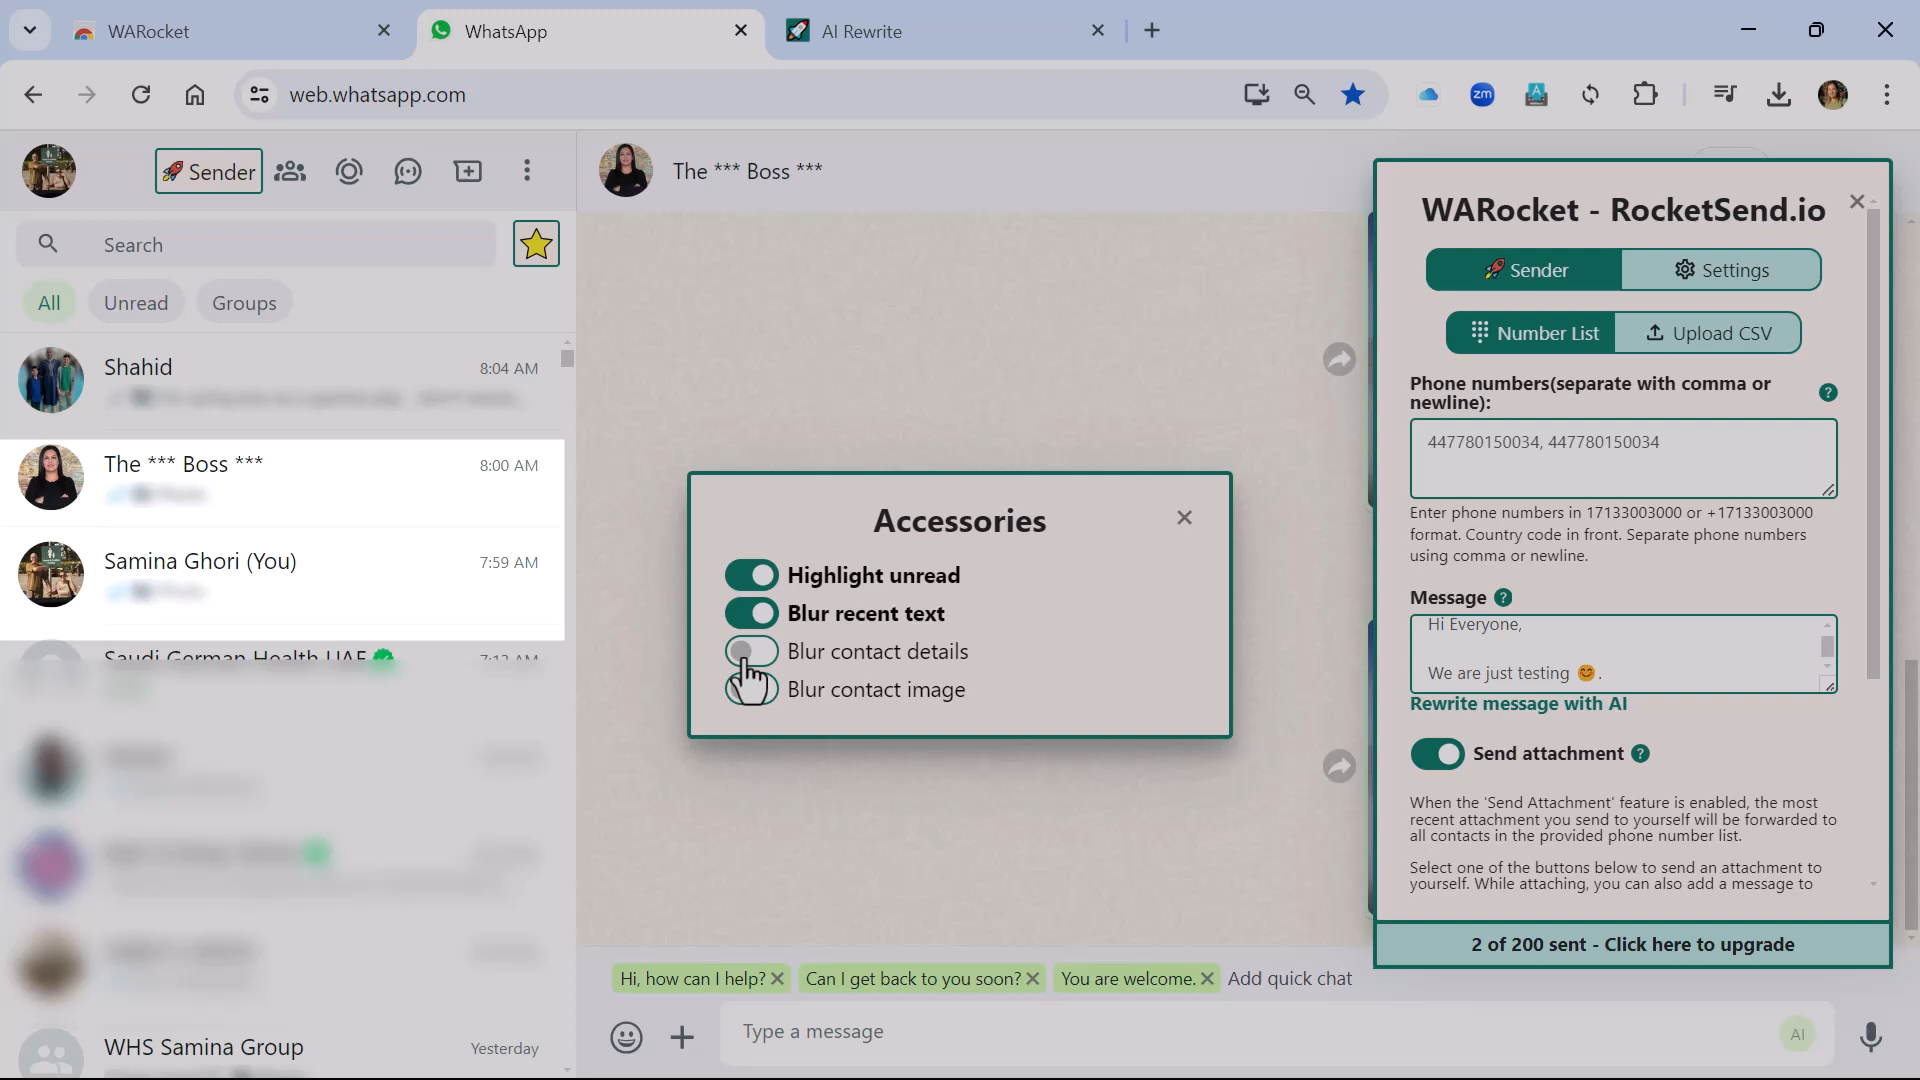 WARocket
WhatsApp
AI Rewrite
web.whatsapp.com
zm
A
Sender
The *** Boss ***
Search
All
Unread
Groups
Shahid
8:04 AM
The *** Boss ***
8:00 AM
Samina Ghori (You)
7:59 AM
Saudi German Health UAE
7:12 AM
WHS Samina Group
Yesterday
Accessories
Highlight unread
Blur recent text
Blur contact details
Blur contact image
WARocket - RocketSend.io
Sender
Settings
Number List
Upload CSV
Phone numbers(separate with comma or
newline):
447780150034, 447780150034
Enter phone numbers in 17133003000 or +17133003000
format. Country code in front. Separate phone numbers
using comma or newline.
Message
Hi Everyone,
We are just testing 😊.
Rewrite message with AI
Send attachment
When the 'Send Attachment' feature is enabled, the most
recent attachment you send to yourself will be forwarded to
all contacts in the provided phone number list.
Select one of the buttons below to send an attachment to
yourself. While attaching, you can also add a message to
2 of 200 sent - Click here to upgrade
Hi, how can I help?
Can I get back to you soon?
You are welcome.
Add quick chat
Type a message
AI